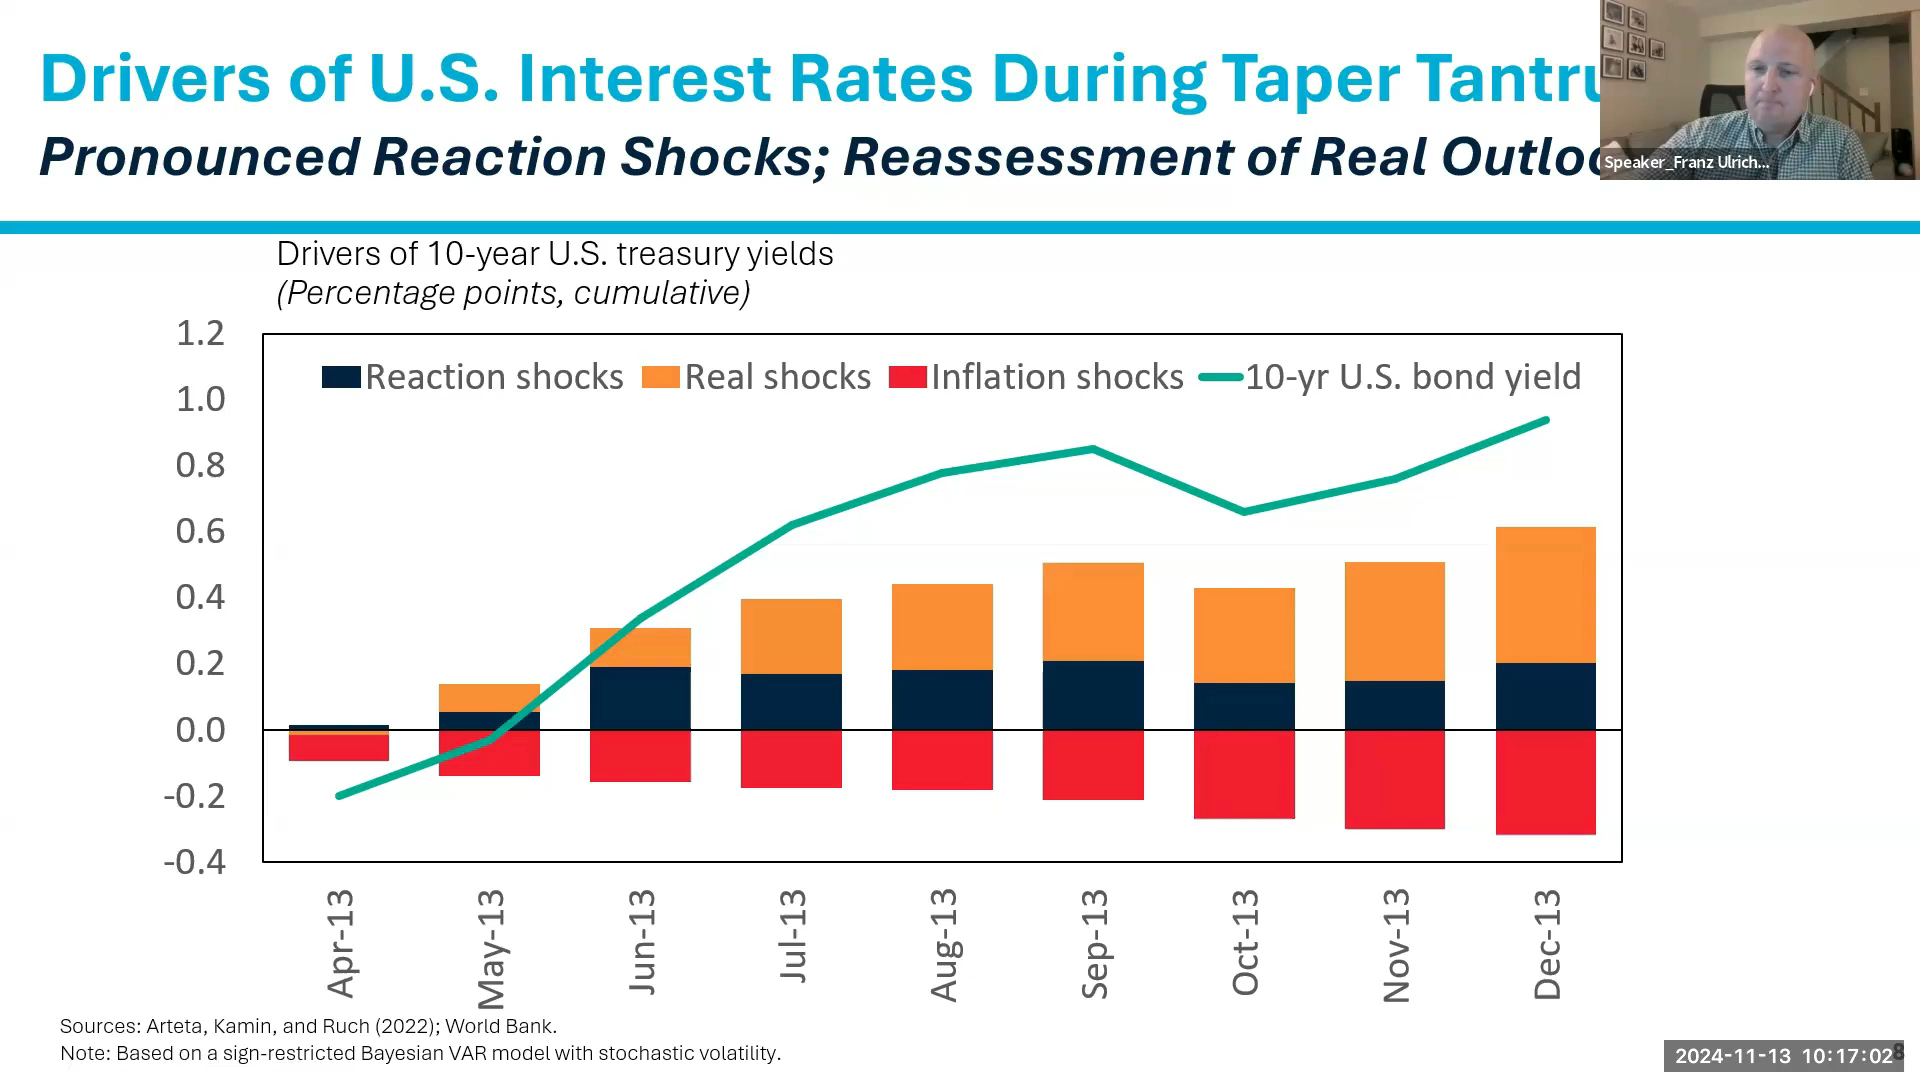 Drivers of U.S. Interest Rates During Taper Tantru
Pronounced Reaction Shocks; Reassessment of Real Outloo
Speaker_Franz Ulrich...
Drivers of 10-year U.S. treasury yields
(Percentage points, cumulative)
Reaction shocks Real shocks Inflation shocks 10-yr U.S. bond yield
1.2
1.0
0.8
0.6
0.4
0.2
0.0
-0.2
-0.4
Apr-13 May-13 Jun-13 Jul-13 Aug-13 Sep-13 Oct-13 Nov-13 Dec-13
Sources: Arteta, Kamin, and Ruch (2022); World Bank.
Note: Based on a sign-restricted Bayesian VAR model with stochastic volatility.
2024-11-13 10:17:02
8